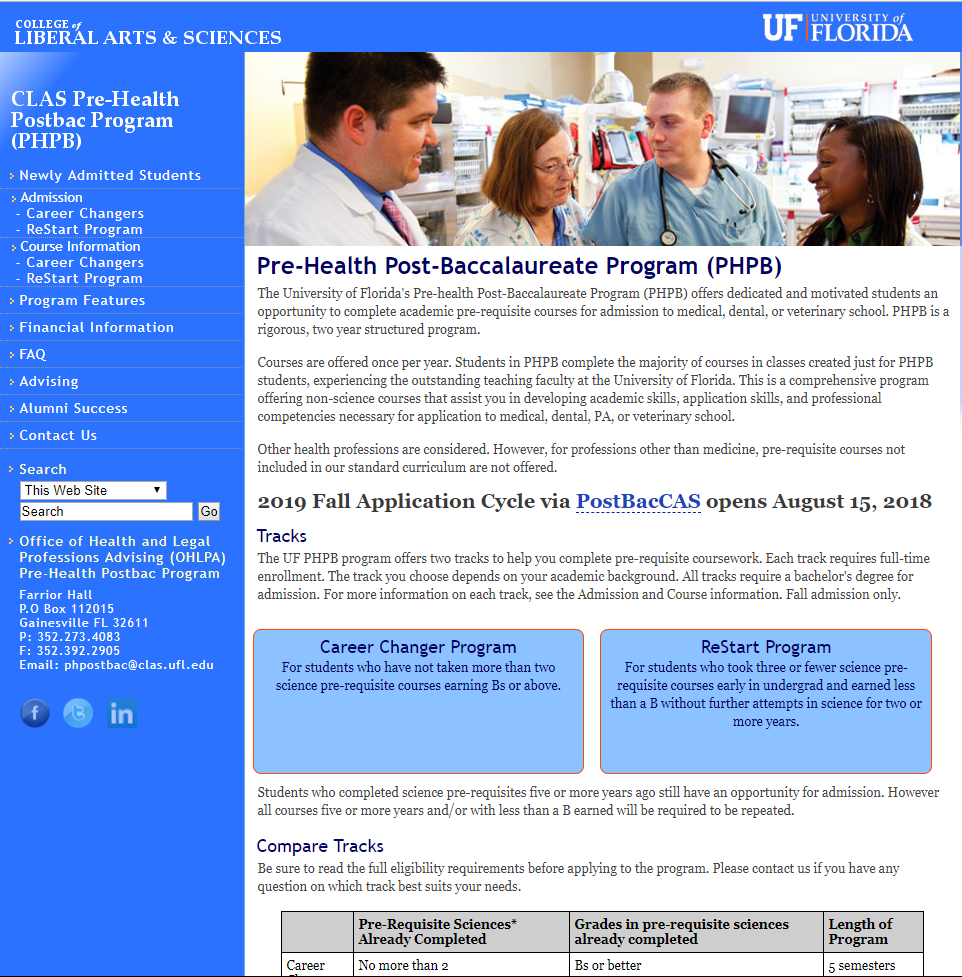 COLLEGE of
LIBERAL ARTS & SCIENCES
UF UNIVERSITY of
FLORIDA
CLAS Pre-Health
Postbac Program
(PHPB)
Newly Admitted Students
Admission
- Career Changers
- ReStart Program
Course Information
- Career Changers
- ReStart Program
Program Features
Financial Information
FAQ
Advising
Alumni Success
Contact Us
Search
This Web Site
Search
Go
Office of Health and Legal
Professions Advising (OHLPA)
Pre-Health Postbac Program
Farrior Hall
P.O Box 112015
Gainesville FL 32611
P: 352.273.4083
F: 352.392.2905
Email: phpostbac@clas.ufl.edu
f
t
in
Pre-Health Post-Baccalaureate Program (PHPB)
The University of Florida's Pre-health Post-Baccalaureate Program (PHPB) offers dedicated and motivated students an
opportunity to complete academic pre-requisite courses for admission to medical, dental, or veterinary school. PHPB is a
rigorous, two year structured program.
Courses are offered once per year. Students in PHPB complete the majority of courses in classes created just for PHPB
students, experiencing the outstanding teaching faculty at the University of Florida. This is a comprehensive program
offering non-science courses that assist you in developing academic skills, application skills, and professional
competencies necessary for application to medical, dental, PA, or veterinary school.
Other health professions are considered. However, for professions other than medicine, pre-requisite courses not
included in our standard curriculum are not offered.
2019 Fall Application Cycle via PostBacCAS opens August 15, 2018
Tracks
The UF PHPB program offers two tracks to help you complete pre-requisite coursework. Each track requires full-time
enrollment. The track you choose depends on your academic background. All tracks require a bachelor's degree for
admission. For more information on each track, see the Admission and Course information. Fall admission only.
Career Changer Program
For students who have not taken more than two
science pre-requisite courses earning Bs or above.
ReStart Program
For students who took three or fewer science pre-
requisite courses early in undergrad and earned less
than a B without further attempts in science for two or
more years.
Students who completed science pre-requisites five or more years ago still have an opportunity for admission. However
all courses five or more years and/or with less than a B earned will be required to be repeated.
Compare Tracks
Be sure to read the full eligibility requirements before applying to the program. Please contact us if you have any
question on which track best suits your needs.
Pre-Requisite Sciences*
Already Completed
Grades in pre-requisite sciences
already completed
Length of
Program
Career
No more than 2
Bs or better
5 semesters